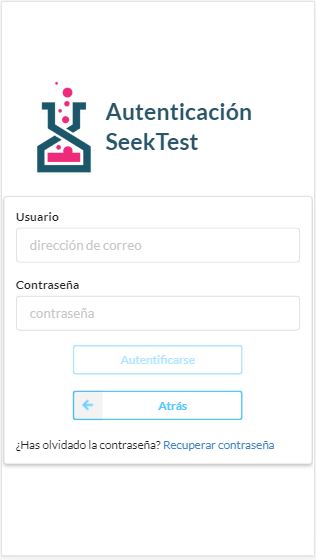 Autenticación
SeekTest
Usuario
dirección de correo
Contraseña
contraseña
Autentificarse
Atrás
¿Has olvidado la contraseña? Recuperar contraseña